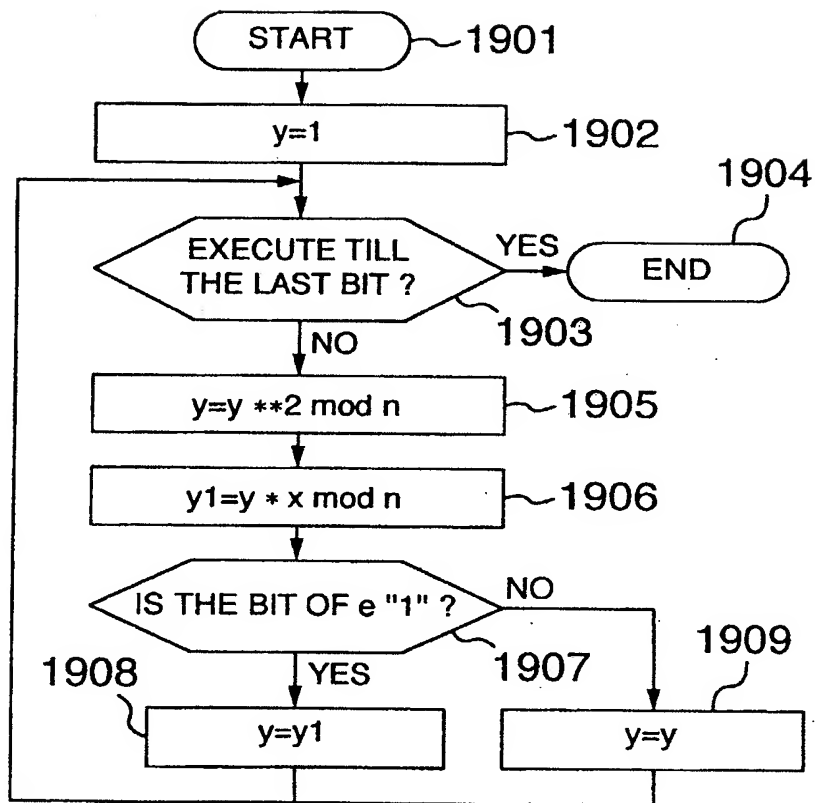 START
1901
y=1
1902
1904
EXECUTE TILL
THE LAST BIT ?
YES
END
1903
NO
y=y **2 mod n
1905
y1=y * x mod n
1906
IS THE BIT OF e "1" ?
NO
1907
1909
1908
YES
y=y1
y=y